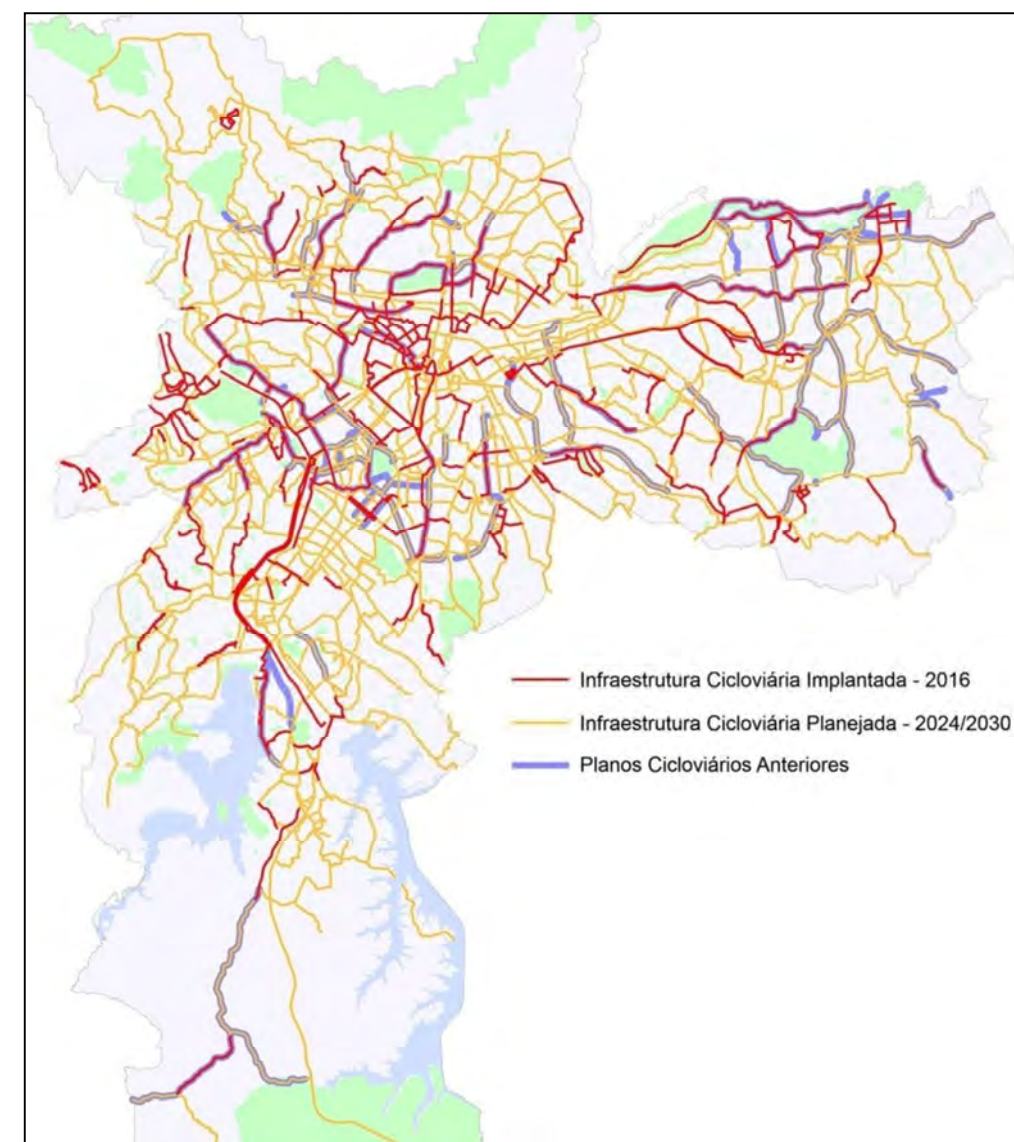 Infraestrutura Cicloviária Implantada - 2016
Infraestrutura Cicloviária Planejada - 2024/2030
Planos Cicloviários Anteriores